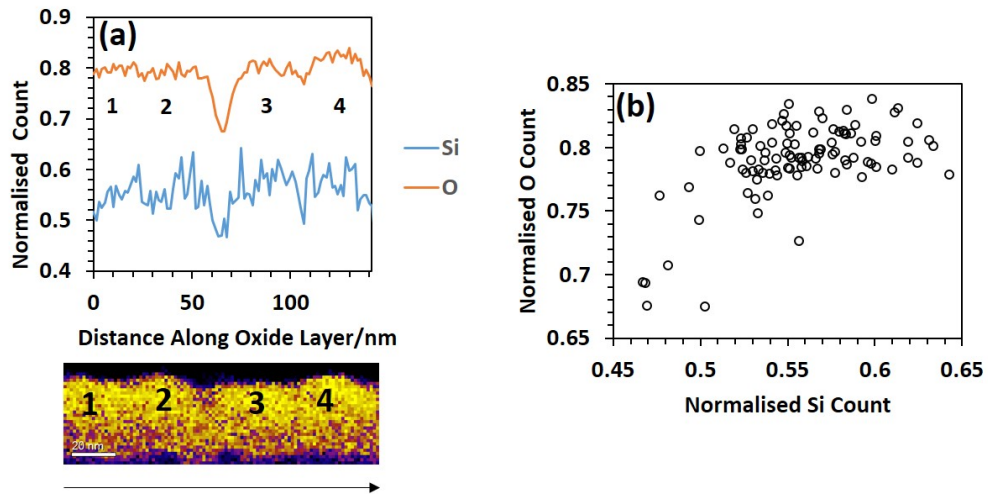 (a)
Normalised Count
0.9
0.8
0.7
0.6
0.5
0.4
1 2 3 4
Si
O
0 50 100
Distance Along Oxide Layer/nm
1 2 3 4
20 nm
(b)
Normalised O Count
0.85
0.8
0.75
0.7
0.65
0.45 0.5 0.55 0.6 0.65
Normalised Si Count